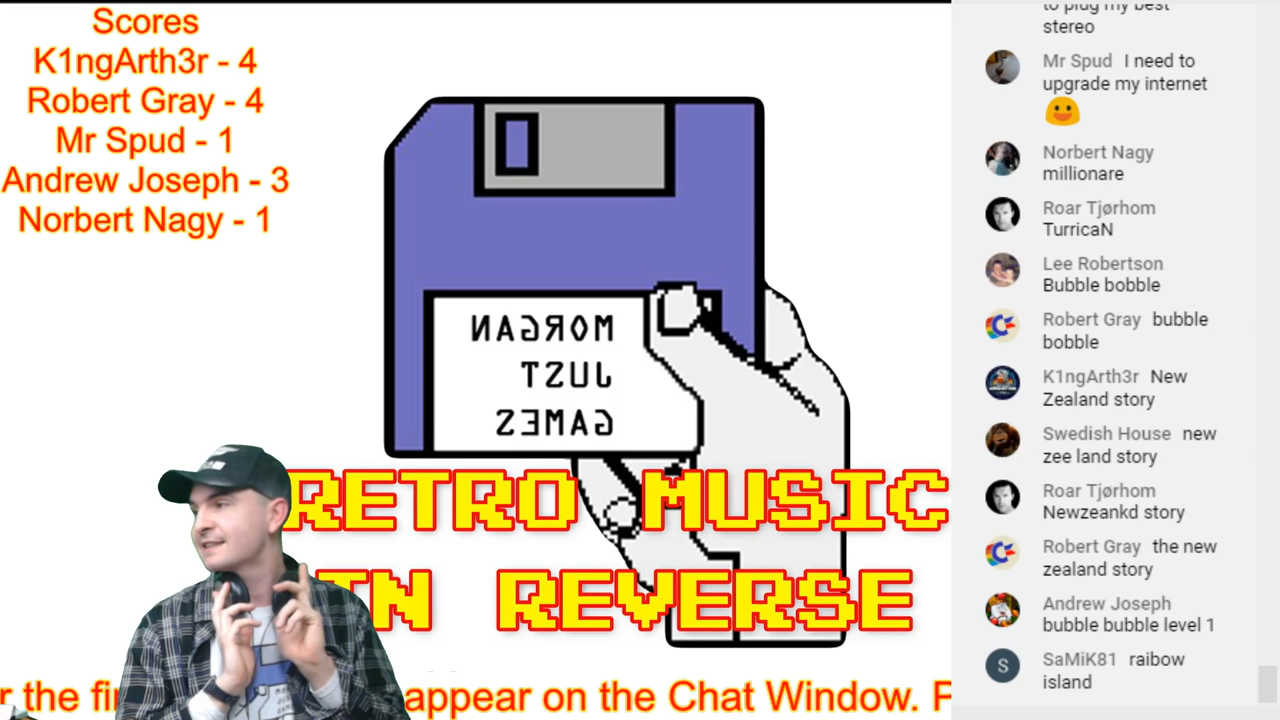 Scores
K1ngArth3r - 4
Robert Gray - 4
Mr Spud - 1
Andrew Joseph - 3
Norbert Nagy - 1
MORGAN
JUST
GAMES
RETRO MUSIC
IN REVERSE
appear on the Chat Window.
to plug my best
stereo
Mr Spud I need to
upgrade my internet
Norbert Nagy
millionare
Roar Tjørhom
TurricaN
Lee Robertson
Bubble bobble
Robert Gray bubble
bobble
K1ngArth3r New
Zealand story
Swedish House new
zee land story
Roar Tjørhom
Newzeankd story
Robert Gray the new
zealand story
Andrew Joseph
bubble bubble level 1
S
SaMiK81 raibow
island